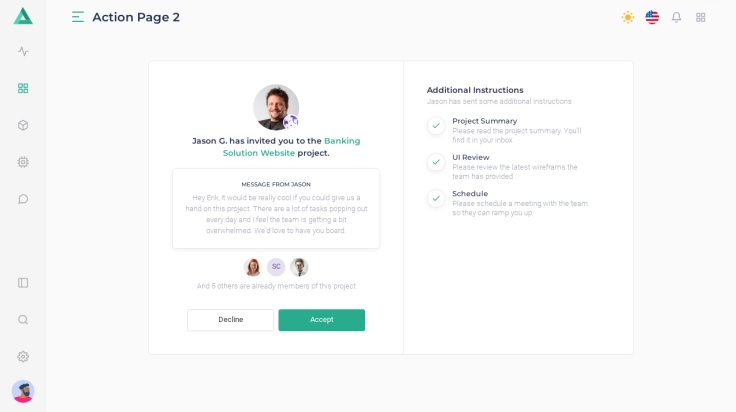 Action Page 2
Jason G. has invited you to the Banking
Solution Website project.
MESSAGE FROM JASON
Hey Erik, It would be really cool if you could give us a
hand on this project. There are a lot of tasks popping out
every day and I feel the team is getting a bit
overwhelmed. We'd love to have you board.
SC
And 5 others are already members of this project
Decline
Accept
Additional Instructions
Jason has sent some additional instructions
Project Summary
Please read the project summary. You'll
find it in your inbox
UI Review
Please review the latest wireframes the
team has provided
Schedule
Please schedule a meeting with the team
so they can ramp you up